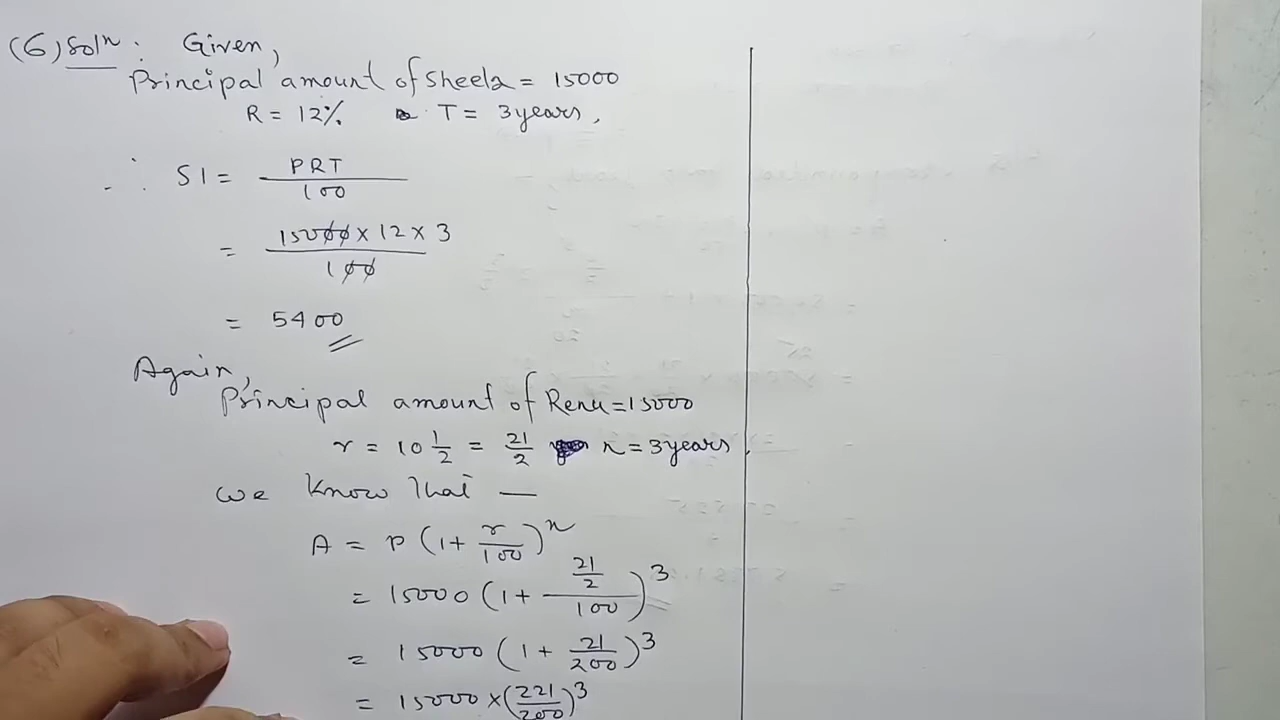 (6) Solⁿ. Given,
Principal amount of Sheela = 15000
R = 12% T = 3 years,
∴ SI = PRT/100
= 15000 × 12 × 3/100
= 5400
Again,
Principal amount of Renu = 15000
r = 10 1/2 = 21/2 n = 3 years
We know that —
A = P (1 + r/100)ⁿ
= 15000 (1 + 21/2/100)³
= 15000 (1 + 21/200)³
= 15000 × (221/200)³